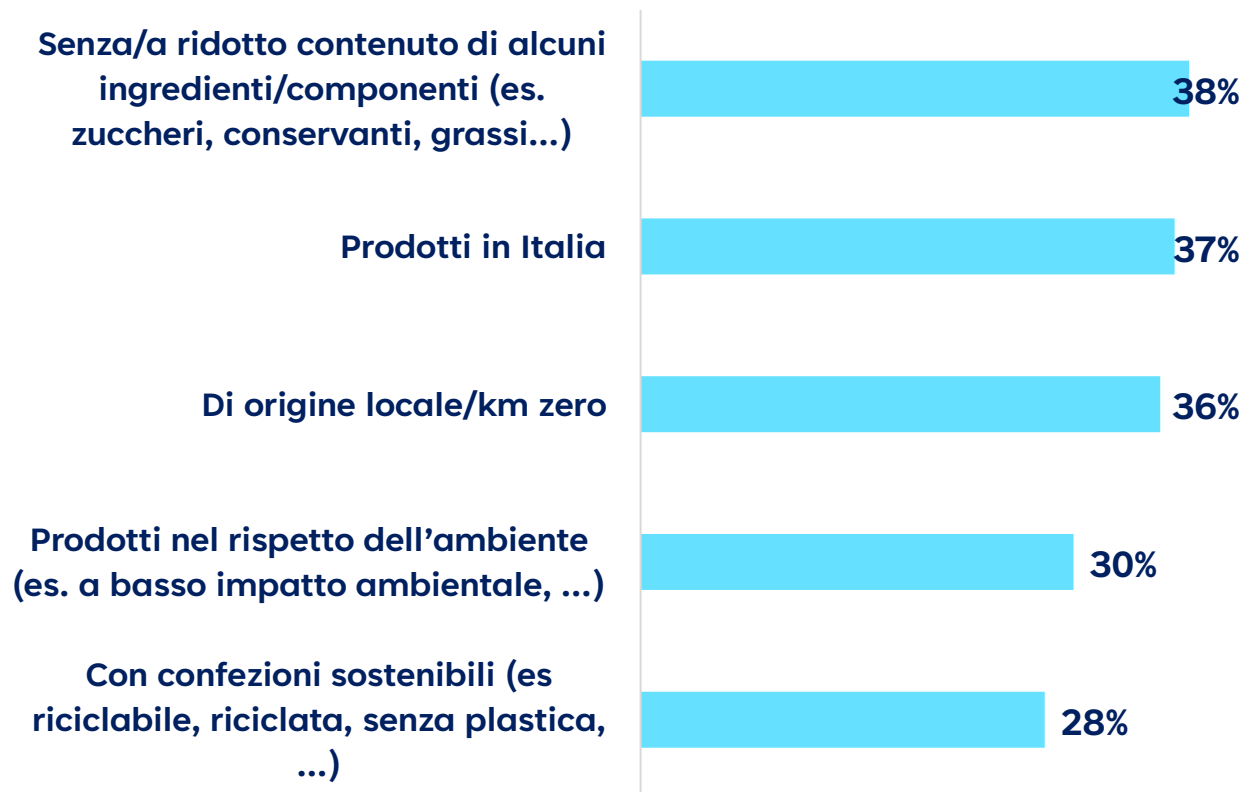 Senza/a ridotto contenuto di alcuni
ingredienti/componenti (es.
zuccheri, conservanti, grassi...)
38%
Prodotti in Italia
37%
Di origine locale/km zero
36%
Prodotti nel rispetto dell’ambiente
(es. a basso impatto ambientale, ...)
30%
Con confezioni sostenibili (es
riciclabile, riciclata, senza plastica,
...)
28%